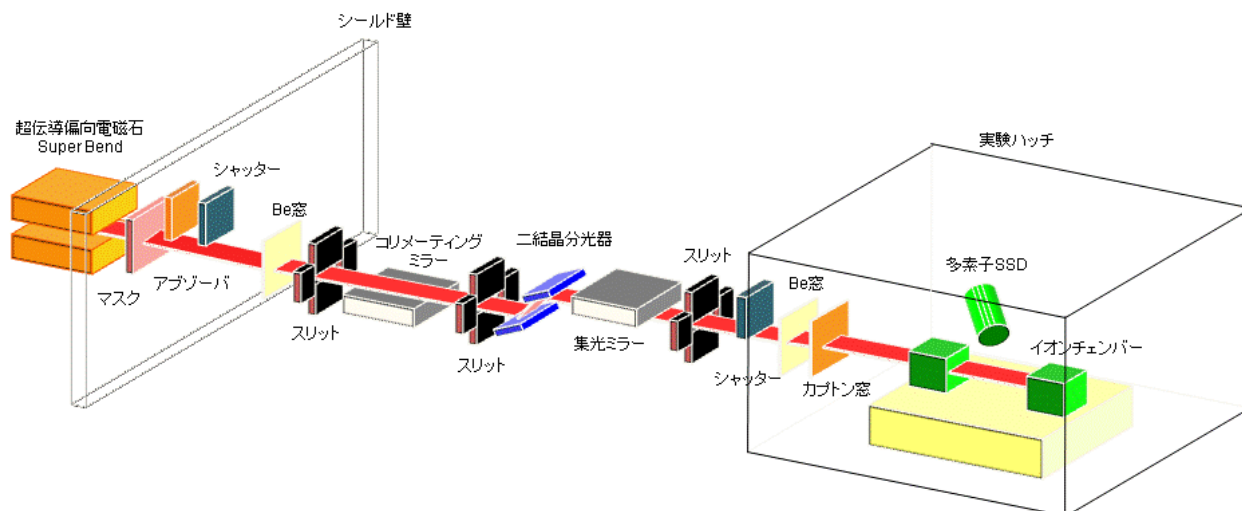 シールド壁
超伝導偏向電磁石
Super Bend
シャッター
実験ハッチ
Be窓
コリメーティング
ミラー
二結晶分光器
スリット
Be窓
多素子SSD
マスク
アブソーバ
スリット
スリット
集光ミラー
シャッター
カプトン窓
イオンチェンバー